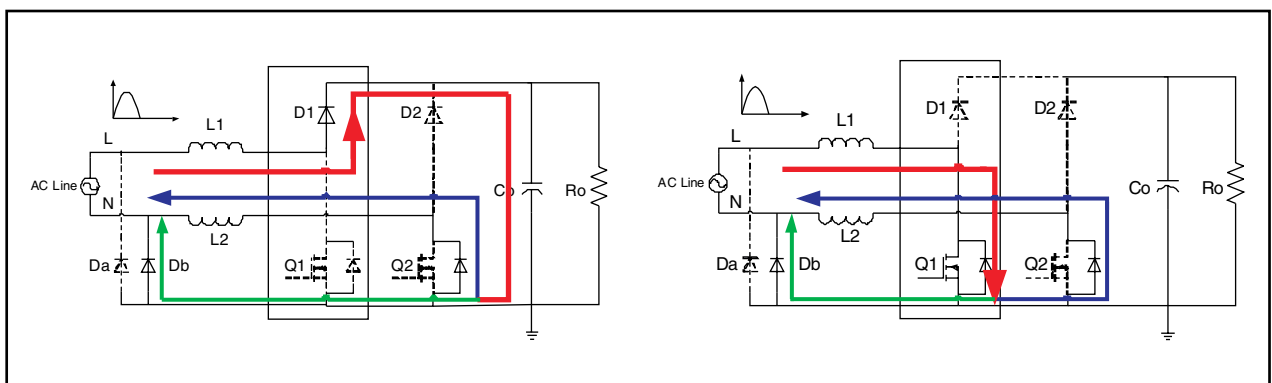 D1
D2
L
L1
AC Line
N
L2
Co
Ro
Da
Db
Q1
Q2
D1
D2
L1
L
AC Line
N
L2
Co
Ro
Da
Db
Q1
Q2